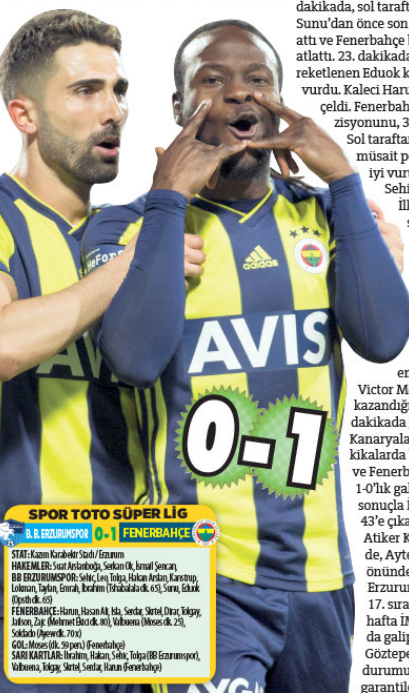 dakikada, sol taraft
Sunu'dan önce son
attı ve Fenerbahçe
atlattı. 23. dakikada
reketlenen Eduok k
vurdu. Kaleci Haru
çeldi. Fenerbah
zisyonunu, 3
Sol taraftar
müsait p
iyi vuru
Sehi
İll
s
AVIS
adidas
0-1
er
Victor M
kazandığı
dakikada
Kanaryala
kikalarda
ve Fenerb
1-0'lık gal
sonuçla i
43'e çıka
Atiker K
de, Ayte
önünde
Erzuru
17. sıra
hafta İM
da galip
Göztepe
durumu
garantil
SPOR TOTO SÜPER LİG
B. B. ERZURUMSPOR 0-1 FENERBAHÇE
STAT: Kazım Karabekir Stadı / Erzurum
HAKEMLER: Suat Arslanboğa, Serkan Ok, İsmail Şencan,
BB ERZURUMSPOR: Sehic, Leo, Tolga, Hakan Arslan, Kanstrup,
Lokman, Taylan, Emrah, İbrahim (Tshabalala dk. 65), Sunu, Eduok
(Opsth dk. 65)
FENERBAHÇE: Harun, Hasan Ali, Isla, Serdar, Skrtel, Dirar, Tolgay,
Jailson, Zajc (Mehmet Ekici dk. 80), Valbuena (Moses dk. 25),
Soldado (Ayew dk. 70 x)
GOL: Moses (dk. 59 pen.) (Fenerbahçe)
SARI KARTLAR: İbrahim, Hakan, Sehic, Tolga (BB Erzurumspor),
Valbuena, Tolgay, Skrtel, Serdar, Harun (Fenerbahçe)